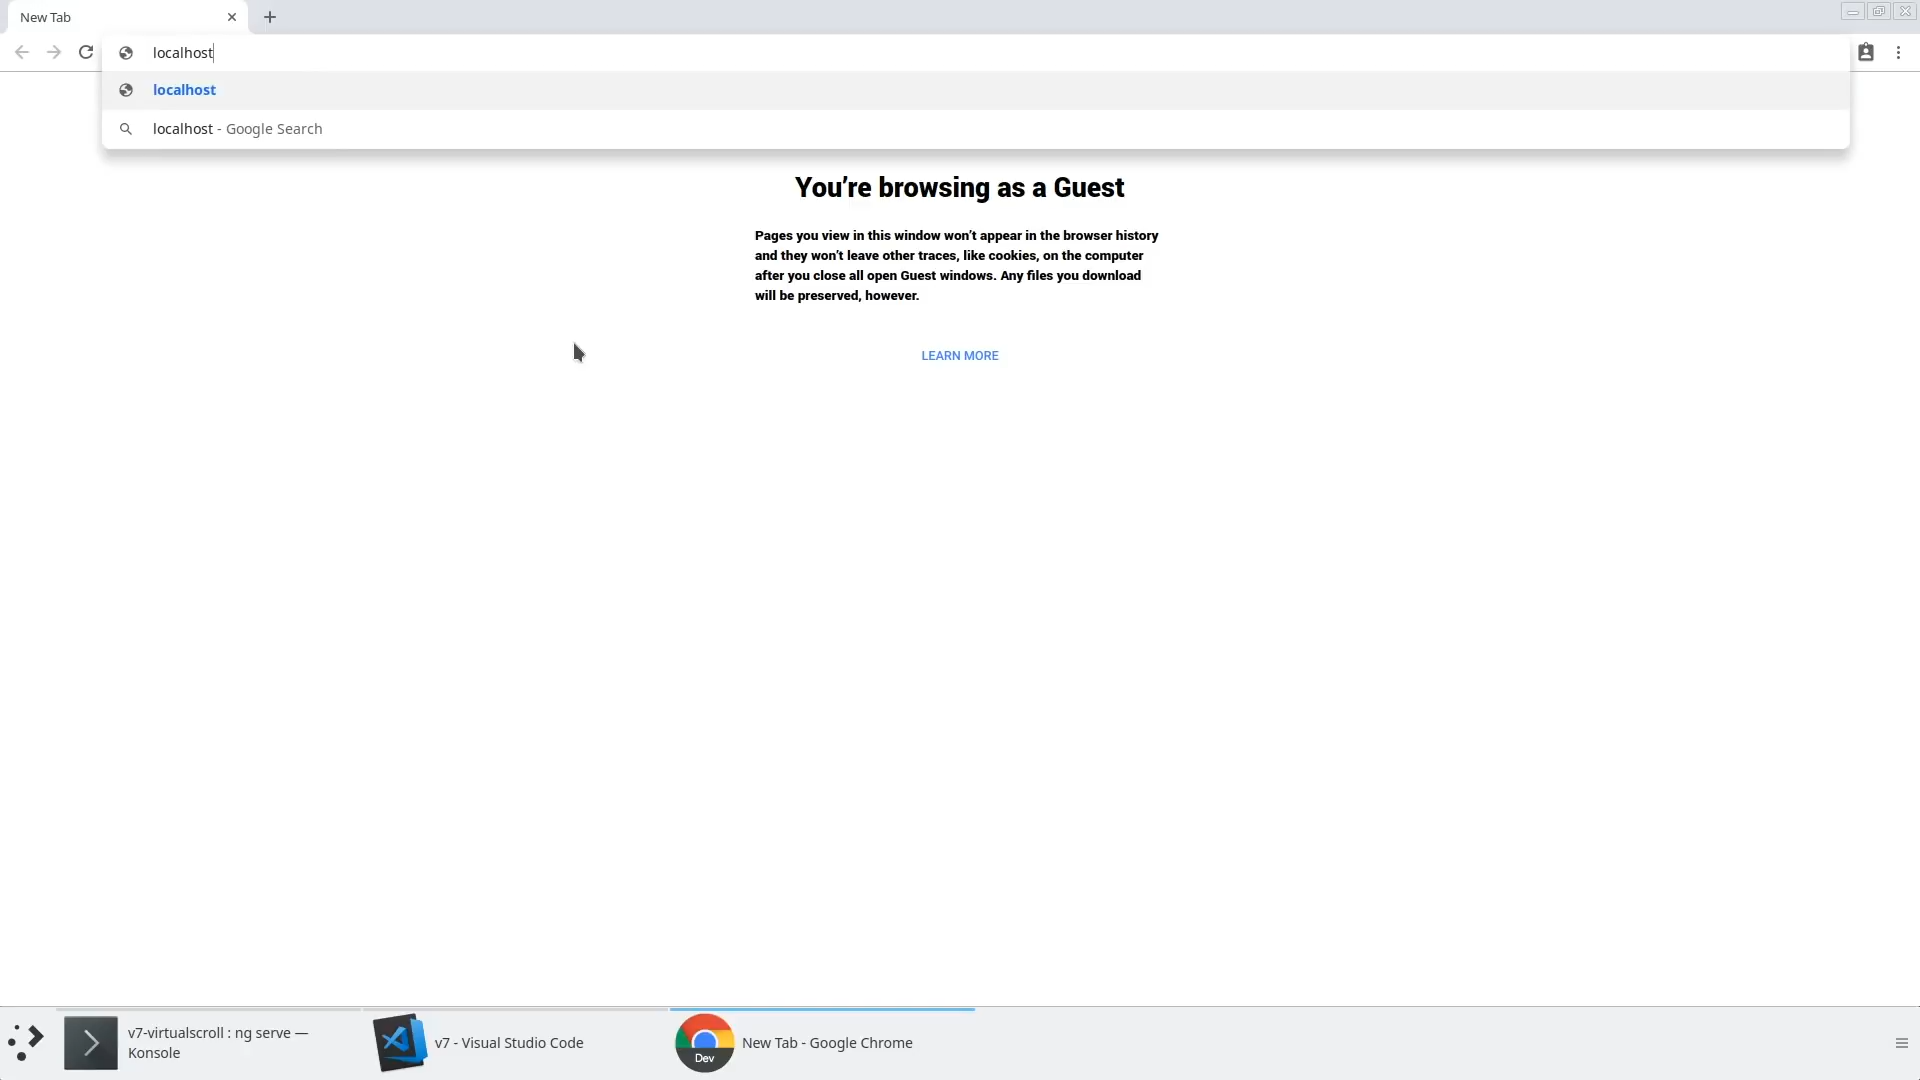 New Tab
localhost
localhost
localhost - Google Search
You’re browsing as a Guest
Pages you view in this window won’t appear in the browser history
and they won’t leave other traces, like cookies, on the computer
after you close all open Guest windows. Any files you download
will be preserved, however.
LEARN MORE
v7-virtualscroll : ng serve —
Konsole
v7 - Visual Studio Code
Dev
New Tab - Google Chrome